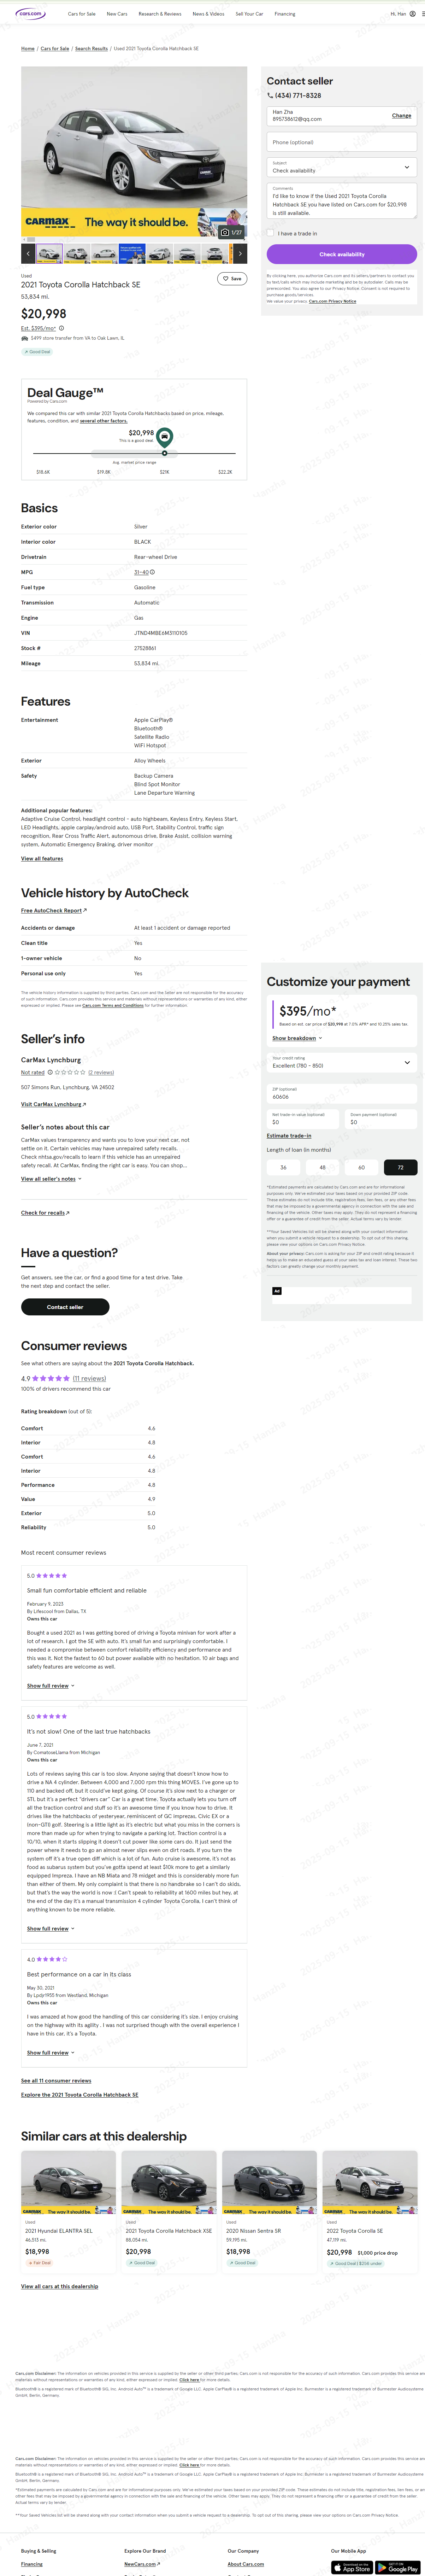 cars.com
Cars for Sale
New Cars
Research & Reviews
News & Videos
Sell Your Car
Financing
Hi, Han
Home / Cars for Sale / Search Results / Used 2021 Toyota Corolla Hatchback SE
CARMAX The way it should be.
1/27
Used
2021 Toyota Corolla Hatchback SE
Save
53,834 mi.
$20,998
Est. $395/mo*
$499 store transfer from VA to Oak Lawn, IL
Good Deal
Contact seller
(434) 771-8328
Han Zha
895738612@qq.com
Change
Phone (optional)
Subject
Check availability
Comments
I'd like to know if the Used 2021 Toyota Corolla
Hatchback SE you have listed on Cars.com for $20,998
is still available.
I have a trade in
Check availability
By clicking here, you authorize Cars.com and its sellers/partners to contact you
by text/calls which may include marketing and be by autodialer. Calls may be
prerecorded. You also agree to our Privacy Notice. Consent is not required to
purchase goods/services.
We value your privacy. Cars.com Privacy Notice
Deal Gauge™
Powered by Cars.com
We compared this car with similar 2021 Toyota Corolla Hatchbacks based on price, mileage,
features, condition, and several other factors.
$20,998
This is a good deal.
Avg. market price range
$18.6K
$19.8K
$21K
$22.2K
Basics
Exterior color Silver
Interior color BLACK
Drivetrain Rear-wheel Drive
MPG 31–40
Fuel type Gasoline
Transmission Automatic
Engine Gas
VIN JTND4MBE6M3110105
Stock # 27528861
Mileage 53,834 mi.
Features
Entertainment Apple CarPlay®
Bluetooth®
Satellite Radio
WiFi Hotspot
Exterior Alloy Wheels
Safety Backup Camera
Blind Spot Monitor
Lane Departure Warning
Additional popular features:
Adaptive Cruise Control, headlight control - auto highbeam, Keyless Entry, Keyless Start,
LED Headlights, apple carplay/android auto, USB Port, Stability Control, traffic sign
recognition, Rear Cross Traffic Alert, autonomous drive, Brake Assist, collision warning
system, Automatic Emergency Braking, driver monitor
View all features
Vehicle history by AutoCheck
Free AutoCheck Report
Accidents or damage At least 1 accident or damage reported
Clean title Yes
1-owner vehicle No
Personal use only Yes
The vehicle history information is supplied by third parties. Cars.com and the Seller are not responsible for the accuracy
of such information. Cars.com provides this service and materials without representations or warranties of any kind, either
expressed or implied. Please see Cars.com Terms and Conditions for further information.
Seller's info
CarMax Lynchburg
Not rated (2 reviews)
507 Simons Run, Lynchburg, VA 24502
Visit CarMax Lynchburg
Seller's notes about this car
CarMax values transparency and wants you to love your next car, not
settle on it. Certain vehicles may have unrepaired safety recalls.
Check nhtsa.gov/recalls to learn if this vehicle has an unrepaired
safety recall. At CarMax, finding the right car is easy. You can shop...
View all seller's notes
Check for recalls
Customize your payment
$395/mo*
Based on est. car price of $20,998 at 7.0% APR* and 10.25% sales tax
Show breakdown
Your credit rating
Excellent (780 - 850)
ZIP (optional)
60606
Net trade-in value (optional)
$0
Down payment (optional)
$0
Estimate trade-in
Length of loan (in months)
36
48
60
72
*Estimated payments are calculated by Cars.com and are for informational
purposes only. We've estimated your taxes based on your provided ZIP code.
These estimates do not include title, registration fees, lien fees, or any other fees
that may be imposed by a governmental agency in connection with the sale and
financing of the vehicle. Other taxes may apply. They do not represent a financing
offer or a guarantee of credit from the seller. Actual terms vary by lender.
**Your Saved Vehicles list will be shared along with your contact information when
you submit a vehicle request to a dealership. To opt out of this sharing,
please view your options on Cars.com Privacy Notice.
About your privacy: Cars.com is asking for your ZIP and credit rating because it
helps us to make an educated guess at your sales tax and loan interest. These two
factors can greatly change your monthly payment.
Ad
Have a question?
Get answers, see the car, or find a good time for a test drive. Take
the next step and contact the seller.
Contact seller
Consumer reviews
See what others are saying about the 2021 Toyota Corolla Hatchback.
4.9 (11 reviews)
100% of drivers recommend this car
Rating breakdown (out of 5):
Comfort 4.6
Interior 4.8
Comfort 4.6
Interior 4.8
Performance 4.8
Value 4.9
Exterior 5.0
Reliability 5.0
Most recent consumer reviews
5.0
Small fun comfortable efficient and reliable
February 9, 2023
By Lifescool from Dallas, TX
Owns this car
Bought a used 2021 as I was getting bored of driving a Toyota minivan for work after a
lot of research. I got the SE with auto. It's small fun and surprisingly comfortable. I
needed a compromise between comfort reliability efficiency and performance and
this was it. Not the fastest to 60 but power available with no hesitation. 10 air bags and
safety features are welcome as well.
Show full review
5.0
It's not slow! One of the last true hatchbacks
June 7, 2021
By ComatoseLlama from Michigan
Owns this car
Lots of reviews saying this car is too slow. Anyone saying that doesn't know how to
drive a NA 4 cylinder. Between 4,000 and 7,000 rpm this thing MOVES. I've gone up to
110 and backed off, but it could've kept going. Of course it's slow next to a charger or
STI, but it's a perfect "drivers car" Car is a great time. Toyota actually lets you turn off
all the traction control and stuff so it's an awesome time if you know how to drive. It
drives like the hatchbacks of yesteryear, reminiscent of GC impreza's, Civic EX or a
(non-GTI) golf. Steering is a little light as it's electric but what you miss in the corners is
more than made up for when trying to navigate a parking lot. Traction control is a
10/10, when it starts slipping it doesn't cut power like some cars do. It just send the
power where it needs to go an almost never slips even on dirt roads. If you turn the
system off it's a true open diff which is a lot of fun. Auto cruise is awesome, it's not as
good as subarus system but you've gotta spend at least $10k more to get a similarly
equipped Impreza. I have an NB Miata and 78 midget and this is considerably more fun
than either of them. My only complaint is that there is no handbrake so I can't do skids,
but that's the way the world is now :( Can't speak to reliability at 1600 miles but hey, at
the end of the day it's a manual transmission 4 cylinder Toyota Corolla, I can't think of
anything known to be more reliable.
Show full review
4.0
Best performance on a car in its class
May 30, 2021
By Lpdjr1955 from Westland, Michigan
Owns this car
I was amazed at how good the handling of this car considering it's size. I enjoy cruising
on the highway with its agility . I was not surprised though with the overall experience I
have in this car, it's a Toyota.
Show full review
See all 11 consumer reviews
Explore the 2021 Toyota Corolla Hatchback SE
Similar cars at this dealership
Used
2021 Hyundai ELANTRA SEL
46,513 mi.
$18,998
Fair Deal
Used
2021 Toyota Corolla Hatchback XSE
88,054 mi.
$20,998
Good Deal
Used
2020 Nissan Sentra SR
59,195 mi.
$18,998
Good Deal
Used
2022 Toyota Corolla SE
47,119 mi.
$20,998 $1,000 price drop
Good Deal | $256 under
View all cars at this dealership
Cars.com Disclaimer: The information on vehicles provided in this service is supplied by the seller or other third parties; Cars.com is not responsible for the accuracy of such information. Cars.com provides this service and
materials without representations or warranties of any kind, either expressed or implied. Click here for more details.
Bluetooth® is a registered mark of Bluetooth® SIG, Inc. Android Auto™ is a trademark of Google LLC. Apple CarPlay® is a registered trademark of Apple Inc. Burmester is a registered trademark of Burmester Audiosysteme
GmbH, Berlin, Germany.
Cars.com Disclaimer: The information on vehicles provided in this service is supplied by the seller or other third parties; Cars.com is not responsible for the accuracy of such information. Cars.com provides this service and
materials without representations or warranties of any kind, either expressed or implied. Click here for more details.
Bluetooth® is a registered mark of Bluetooth® SIG, Inc. Android Auto™ is a trademark of Google LLC. Apple CarPlay® is a registered trademark of Apple Inc. Burmester is a registered trademark of Burmester Audiosysteme
GmbH, Berlin, Germany.
*Estimated payments are calculated by Cars.com and are for informational purposes only. We've estimated your taxes based on your provided ZIP code. These estimates do not include title, registration fees, lien fees, or any
other fees that may be imposed by a governmental agency in connection with the sale and financing of the vehicle. Other taxes may apply. They do not represent a financing offer or a guarantee of credit from the seller.
Actual terms vary by lender.
**Your Saved Vehicles list will be shared along with your contact information when you submit a vehicle request to a dealership. To opt out of this sharing, please view your options on Cars.com Privacy Notice.
Buying & Selling
Financing
Explore Our Brand
NewCars.com
Our Company
About Cars.com
Our Mobile App
App Store
Google Play